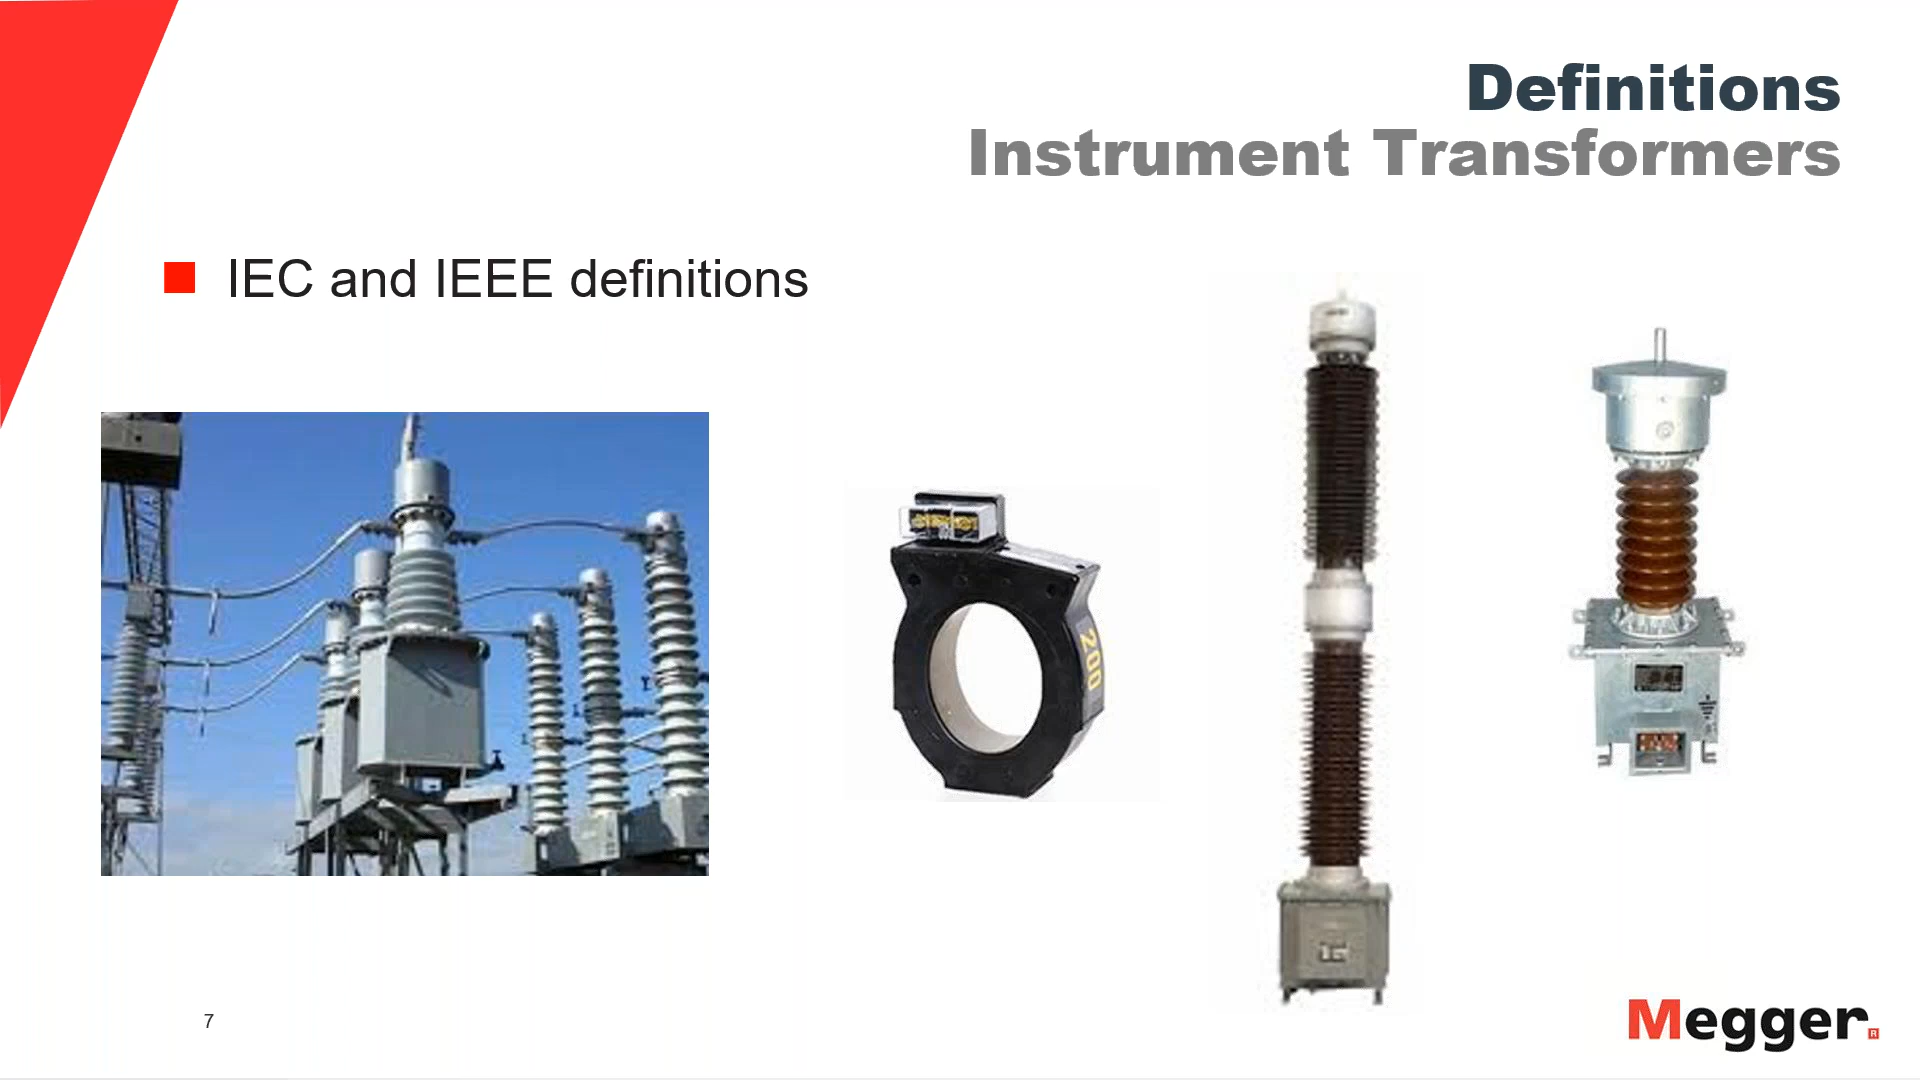 Definitions
Instrument Transformers
IEC and IEEE definitions
200
7
Megger